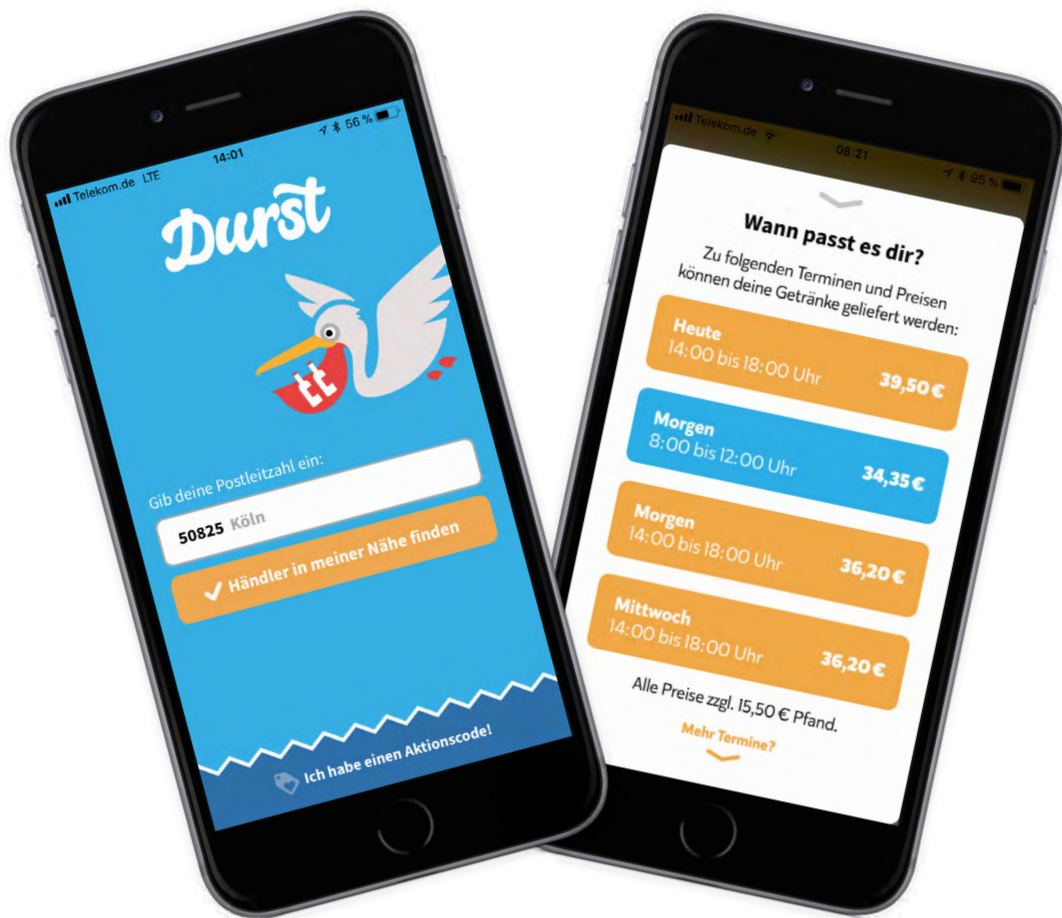 Telekom.de LTE
14:01
56 %
Durst
Gib deine Postleitzahl ein:
50825 Köln
Händler in meiner Nähe finden
Ich habe einen Aktionscode!
Telekom.de
08:21
95 %
Wann passt es dir?
Zu folgenden Terminen und Preisen
können deine Getränke geliefert werden:
Heute
14:00 bis 18:00 Uhr 39,50 €
Morgen
8:00 bis 12:00 Uhr 34,35 €
Morgen
14:00 bis 18:00 Uhr 36,20 €
Mittwoch
14:00 bis 18:00 Uhr 36,20 €
Alle Preise zzgl. 15,50 € Pfand.
Mehr Termine?